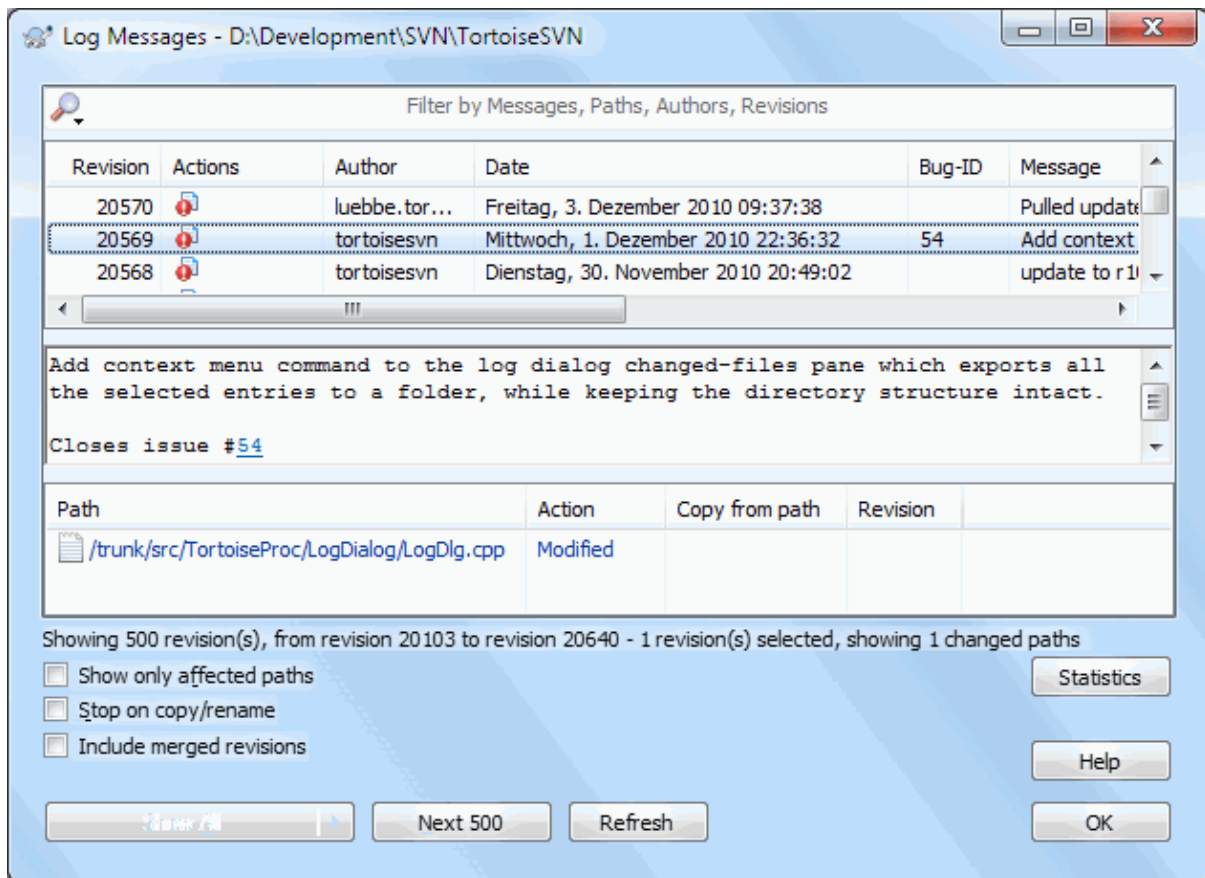 Log Messages - D:\Development\SVN\TortoiseSVN
Filter by Messages, Paths, Authors, Revisions
Revision Actions Author Date Bug-ID Message
20570 luebbe.tor... Freitag, 3. Dezember 2010 09:37:38 Pulled update
20569 tortoisesvn Mittwoch, 1. Dezember 2010 22:36:32 54 Add context
20568 tortoisesvn Dienstag, 30. November 2010 20:49:02 update to
Add context menu command to the log dialog changed-files pane which exports all
the selected entries to a folder, while keeping the directory structure intact.
Closes issue #54
Path Action Copy from path Revision
/trunk/src/TortoiseProc/LogDialog/LogDlg.cpp Modified
Showing 500 revision(s), from revision 20103 to revision 20640 - 1 revision(s) selected, showing 1 changed paths
Show only affected paths
Statistics
Stop on copy/rename
Include merged revisions
Help
Next 500 Refresh OK